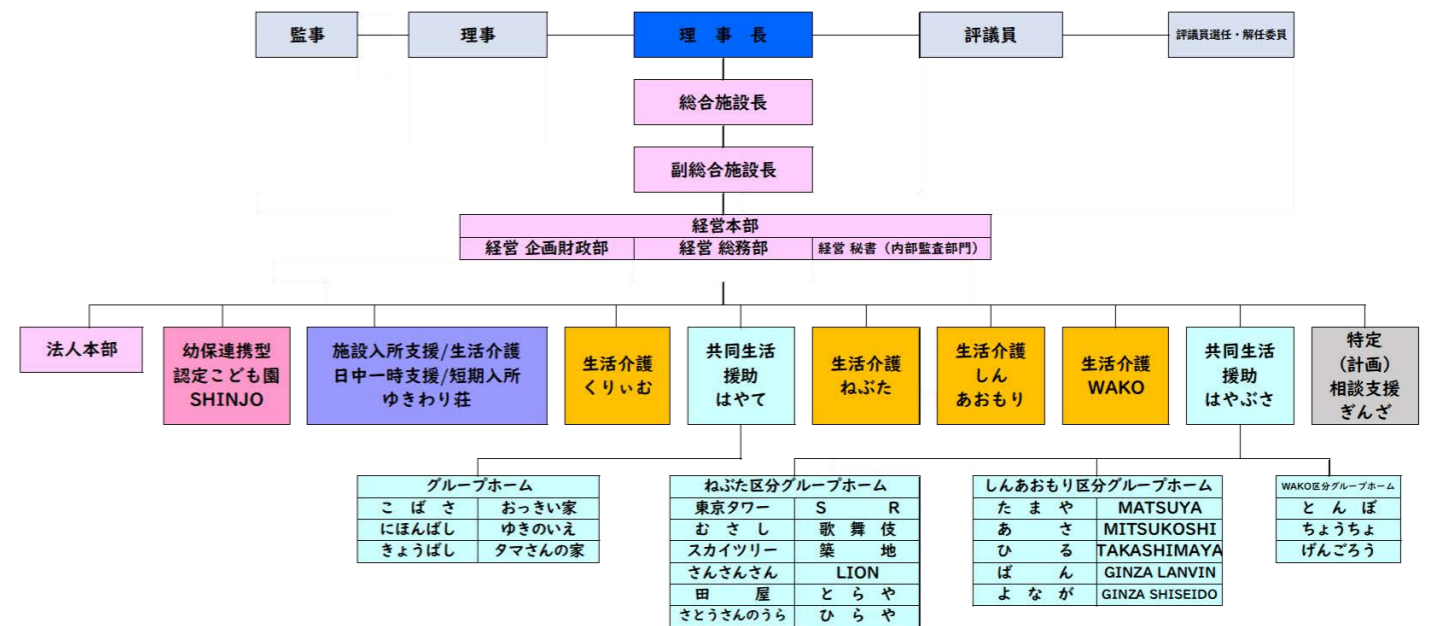 監事
理事
理事長
評議員
評議員選任・解任委員
総合施設長
副総合施設長
経営本部
経営 企画財政部
経営 総務部
経営 秘書（内部監査部門）
法人本部
幼保連携型
認定こども園
SHINJO
施設入所支援/生活介護
日中一時支援/短期入所
ゆきわり荘
生活介護
くりぃむ
共同生活
援助
はやて
生活介護
ねぶた
生活介護
しん
あおもり
生活介護
WAKO
共同生活
援助
はやぶさ
特定
（計画）
相談支援
ぎんざ
グループホーム
こばさ おっきい家
にほんばし ゆきのいえ
きょうばし タマさんの家
ねぶた区分グループホーム
東京タワー SR
むさし 歌舞伎
スカイツリー 築地
さんさんさん LION
田屋 とらや
さとうさんのうら ひらや
しんあおもり区分グループホーム
たまや MATSUYA
あさ MITSUKOSHI
ひる TAKASHIMAYA
ばん GINZA LANVIN
よなが GINZA SHISEIDO
WAKO区分グループホーム
とんぼ
ちょうちょ
げんごろう